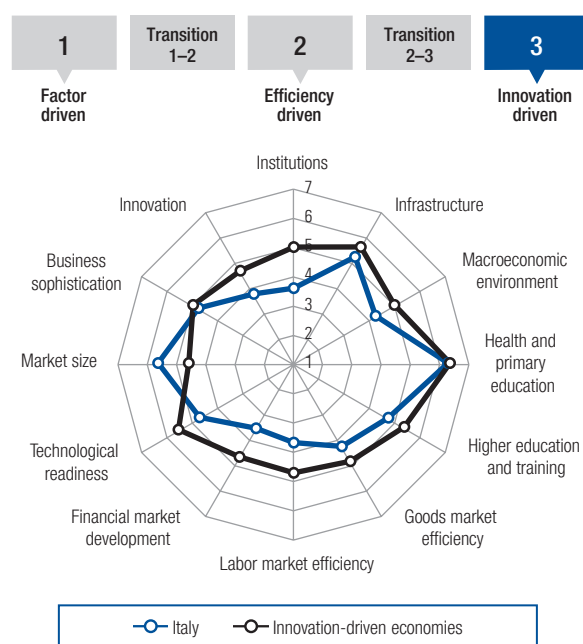 1
Transition
1–2
2
Transition
2–3
3
Factor
driven
Efficiency
driven
Innovation
driven
Institutions
7
Innovation
6
Infrastructure
5
Business
sophistication
4
Macroeconomic
environment
3
2
Market size
1
Health and
primary
education
Technological
readiness
Higher education
and training
Financial market
development
Goods market
efficiency
Labor market efficiency
Italy
Innovation-driven economies